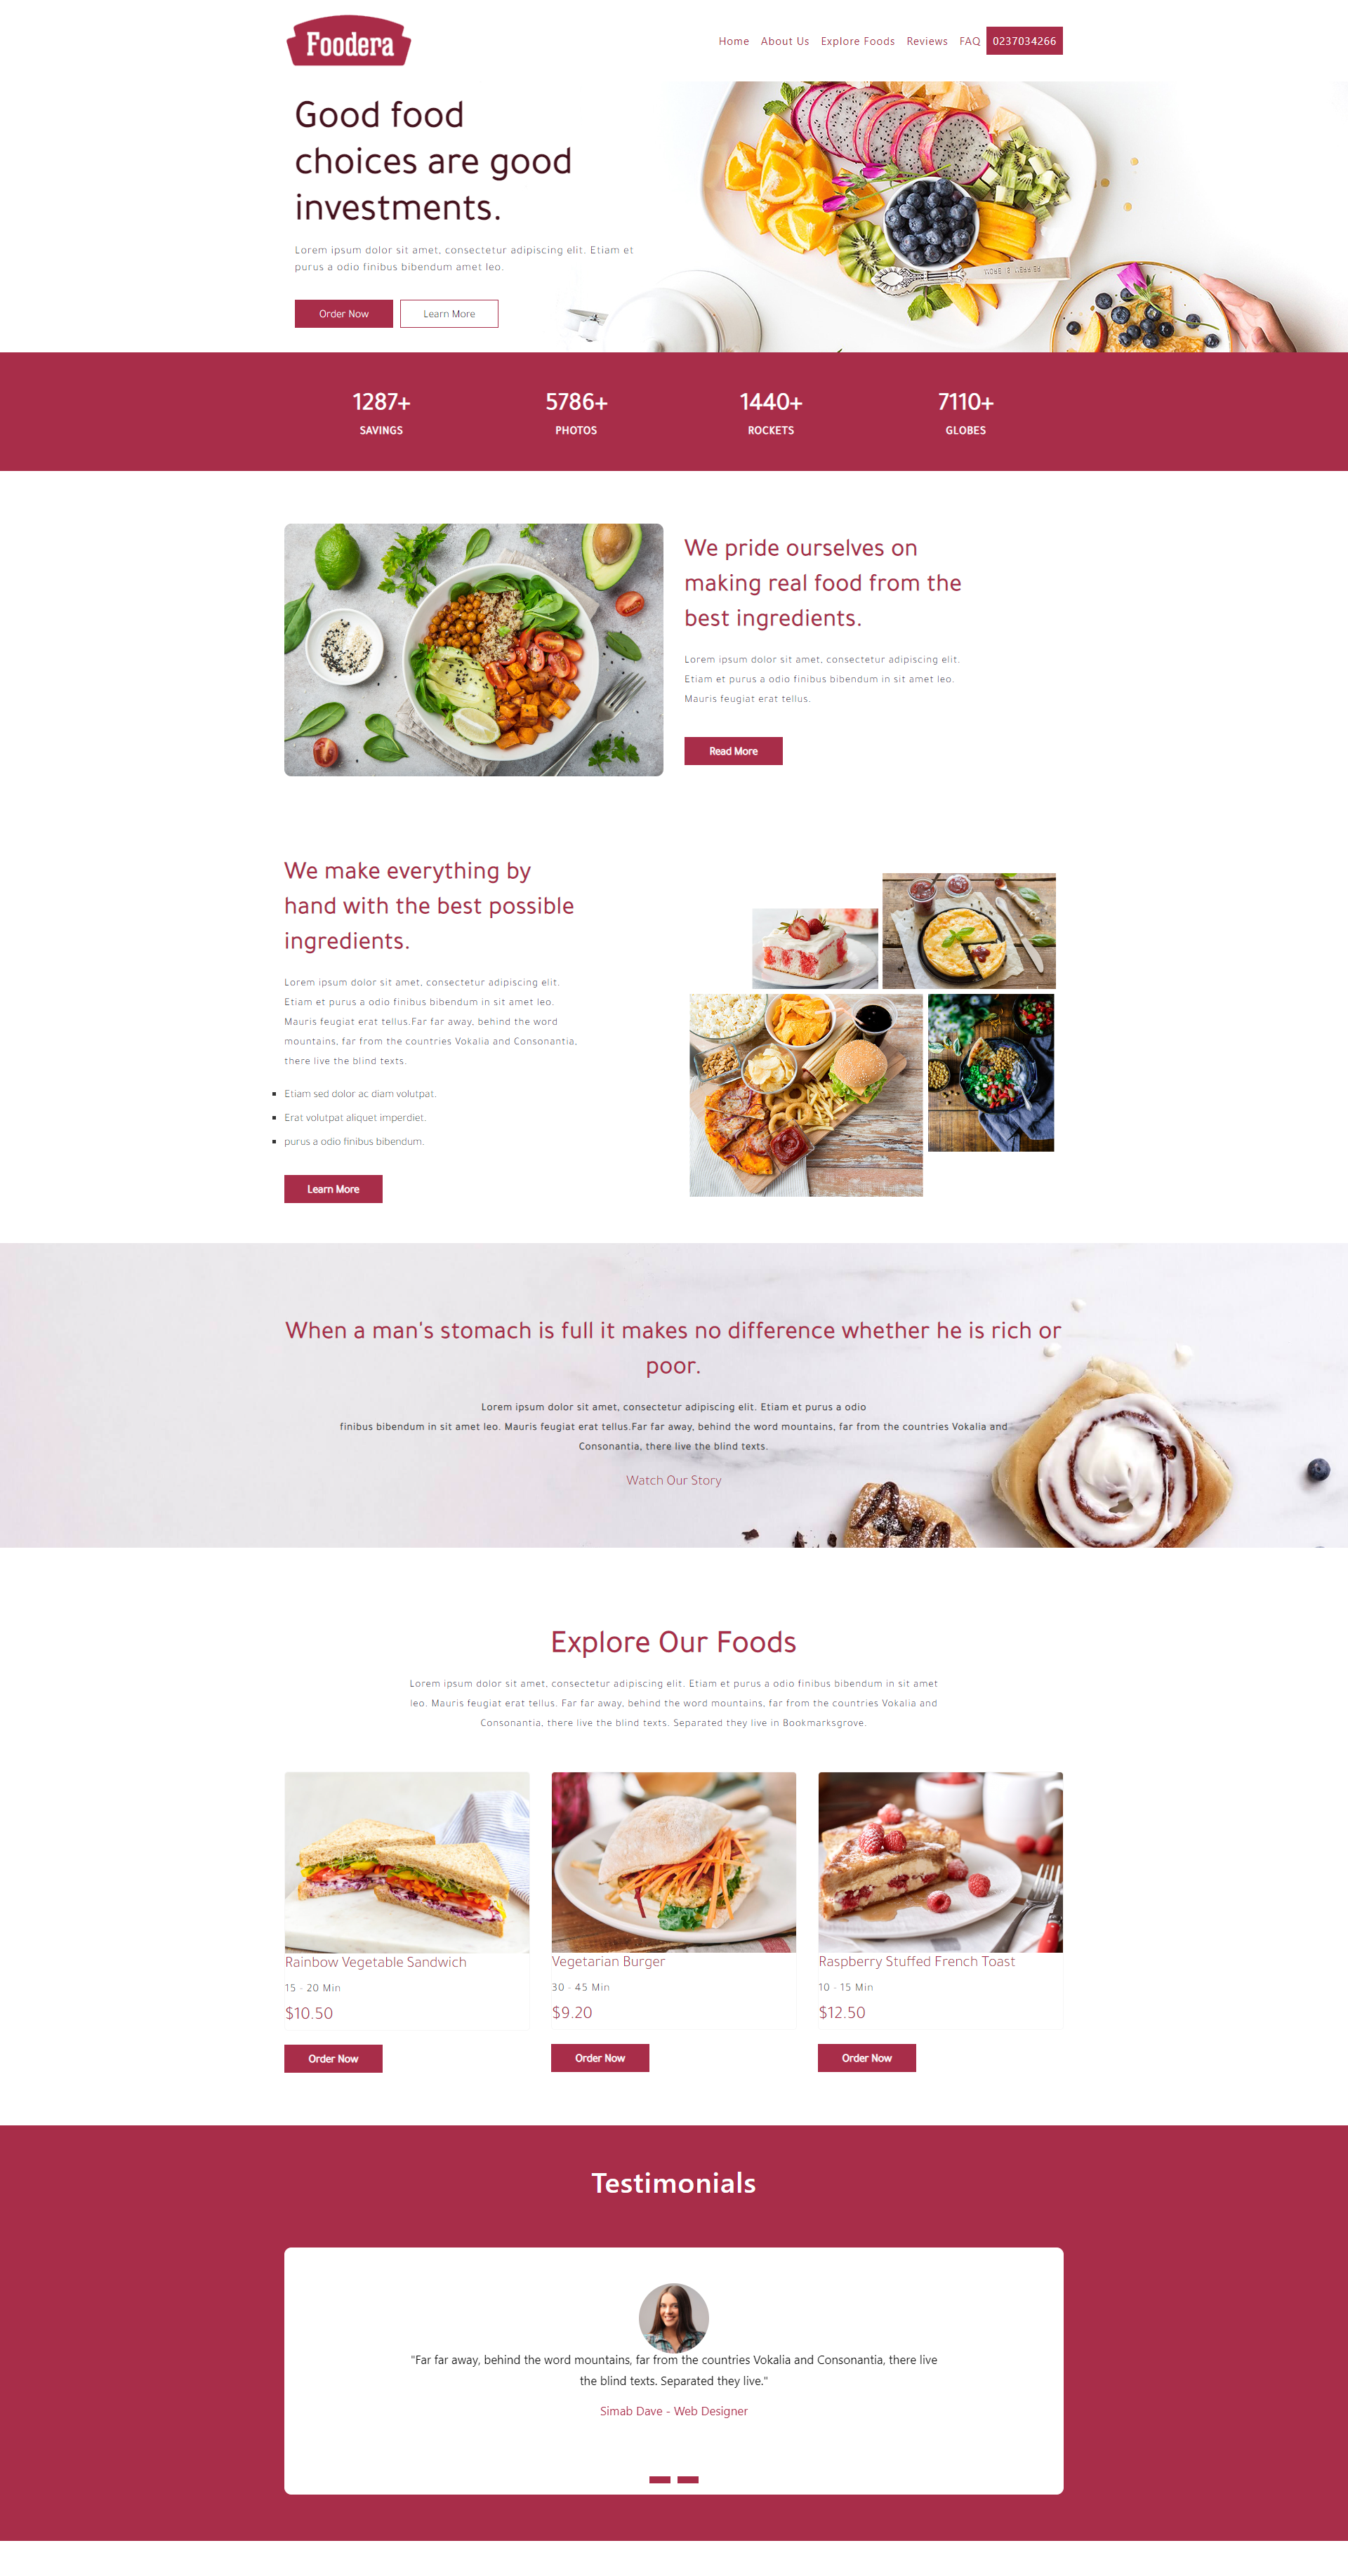 Foodera
Home About Us Explore Foods Reviews FAQ 0237034266
Good food
choices are good
investments.
Lorem ipsum dolor sit amet, consectetur adipiscing elit. Etiam et
purus a odio finibus bibendum amet leo.
Order Now Learn More
1287+ 5786+ 1440+ 7110+
SAVINGS PHOTOS ROCKETS GLOBES
We pride ourselves on
making real food from the
best ingredients.
Lorem ipsum dolor sit amet, consectetur adipiscing elit.
Etiam et purus a odio finibus bibendum in sit amet leo.
Mauris feugiat erat tellus.
Read More
We make everything by
hand with the best possible
ingredients.
Lorem ipsum dolor sit amet, consectetur adipiscing elit.
Etiam et purus a odio finibus bibendum in sit amet leo.
Mauris feugiat erat tellus.Far far away, behind the word
mountains, far from the countries Vokalia and Consonantia,
there live the blind texts.
Etiam sed dolor ac diam volutpat.
Erat volutpat aliquet imperdiet.
purus a odio finibus bibendum.
Learn More
When a man's stomach is full it makes no difference whether he is rich or
poor.
Lorem ipsum dolor sit amet, consectetur adipiscing elit. Etiam et purus a odio
finibus bibendum in sit amet leo. Mauris feugiat erat tellus.Far far away, behind the word mountains, far from the countries Vokalia and
Consonantia, there live the blind texts.
Watch Our Story
Explore Our Foods
Lorem ipsum dolor sit amet, consectetur adipiscing elit. Etiam et purus a odio finibus bibendum in sit amet
leo. Mauris feugiat erat tellus. Far far away, behind the word mountains, far from the countries Vokalia and
Consonantia, there live the blind texts. Separated they live in Bookmarksgrove.
Rainbow Vegetable Sandwich
15 - 20 Min
$10.50
Order Now
Vegetarian Burger
30 - 45 Min
$9.20
Order Now
Raspberry Stuffed French Toast
10 - 15 Min
$12.50
Order Now
Testimonials
"Far far away, behind the word mountains, far from the countries Vokalia and Consonantia, there live
the blind texts. Separated they live."
Simab Dave - Web Designer